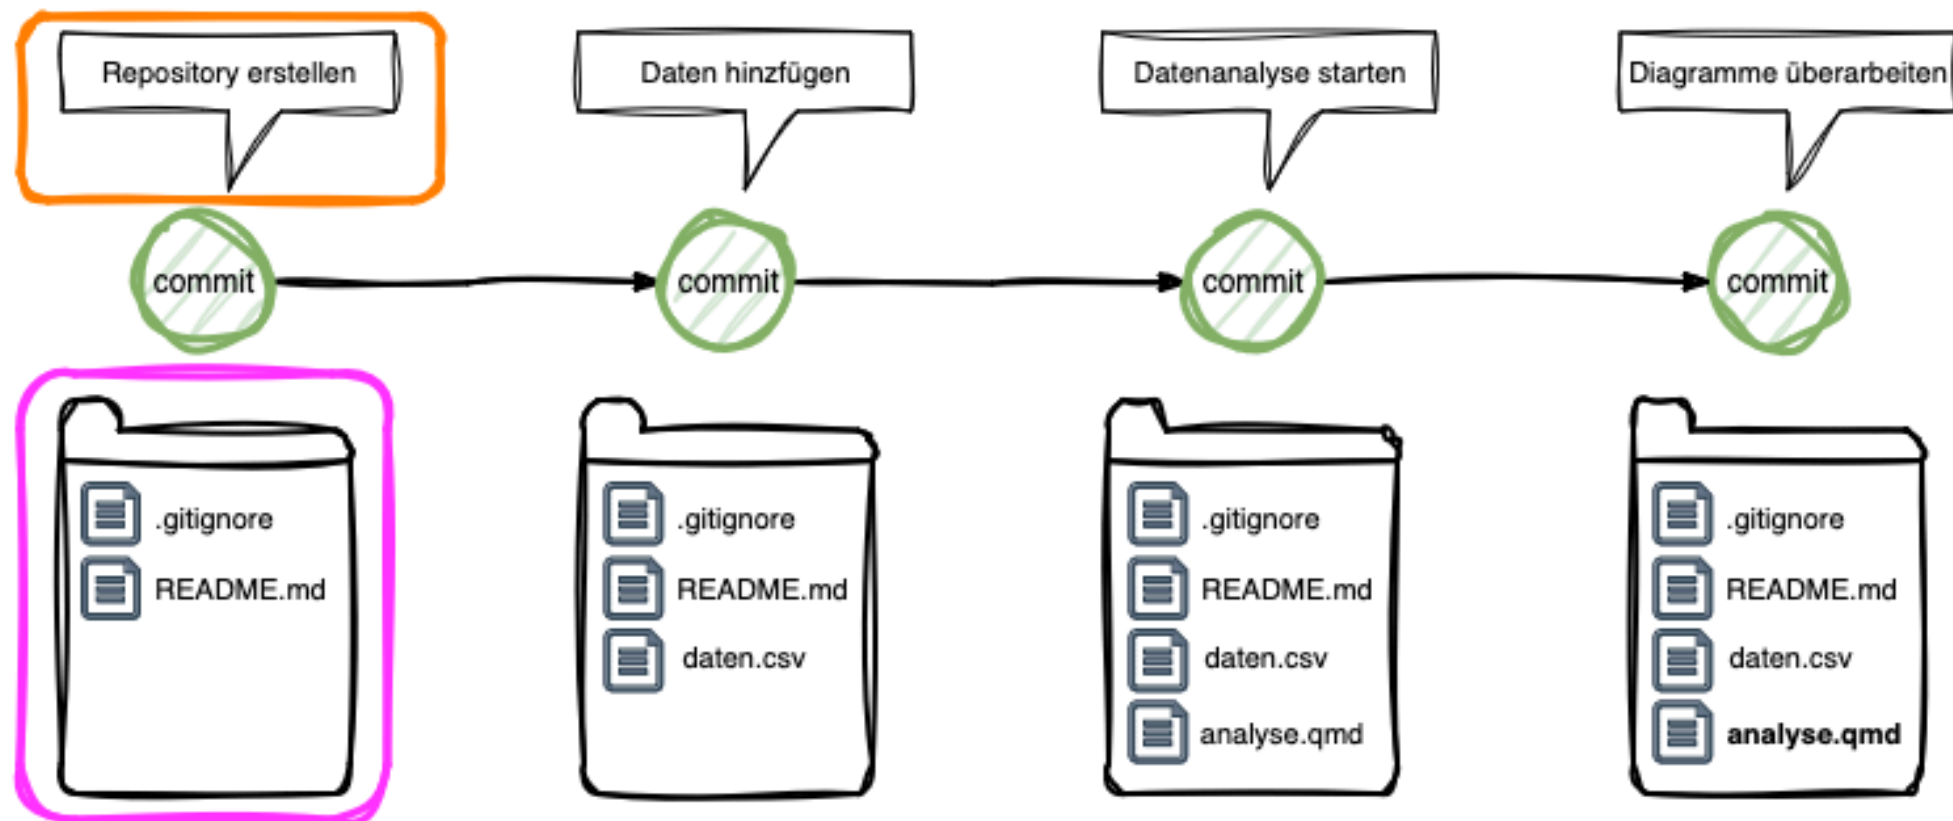 Repository erstellen
Daten hinzufügen
Datenanalyse starten
Diagramme überarbeiten
commit
commit
commit
commit
.gitignore
README.md
.gitignore
README.md
daten.csv
.gitignore
README.md
daten.csv
analyse.qmd
.gitignore
README.md
daten.csv
analyse.qmd